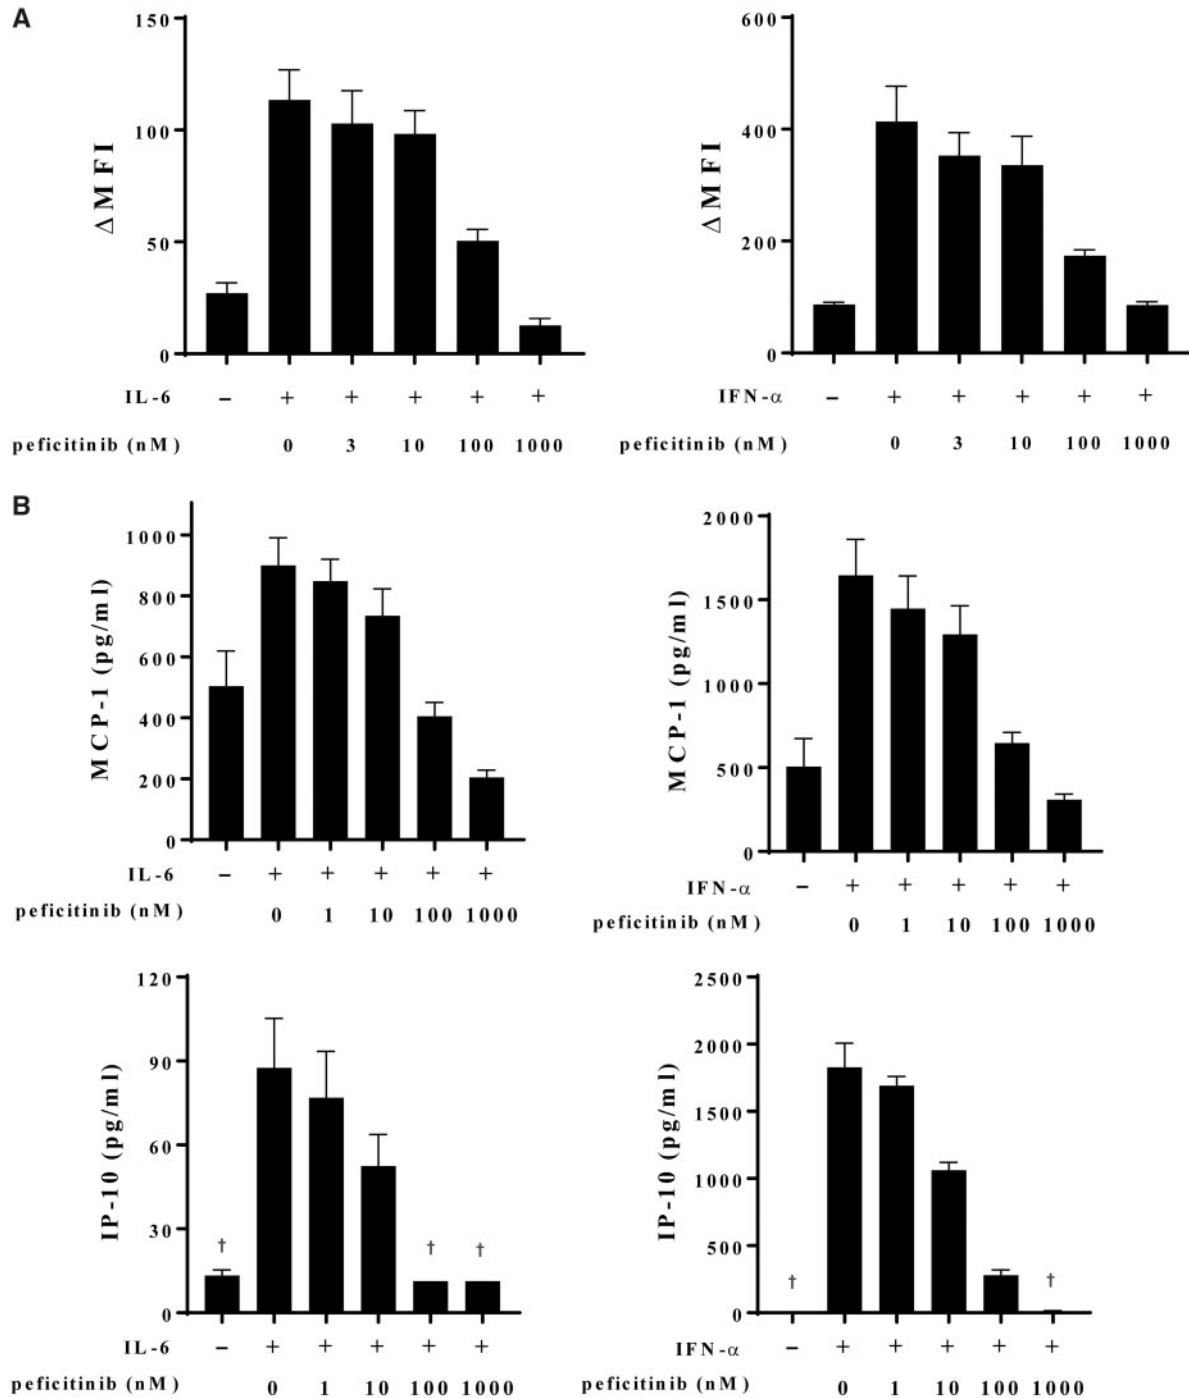 A
ΔMFI
150
100
50
0
IL-6 – + + + + +
peficitinib (nM) 0 3 10 100 1000
ΔMFI
600
400
200
0
IFN-α – + + + + +
peficitinib (nM) 0 3 10 100 1000
B
MCP-1 (pg/ml)
1000
800
600
400
200
0
IL-6 – + + + + +
peficitinib (nM) 0 1 10 100 1000
MCP-1 (pg/ml)
2000
1500
1000
500
0
IFN-α – + + + + +
peficitinib (nM) 0 1 10 100 1000
IP-10 (pg/ml)
120
90
60
30
0
† † †
IL-6 – + + + + +
peficitinib (nM) 0 1 10 100 1000
IP-10 (pg/ml)
2500
2000
1500
1000
500
0
† †
IFN-α – + + + + +
peficitinib (nM) 0 1 10 100 1000